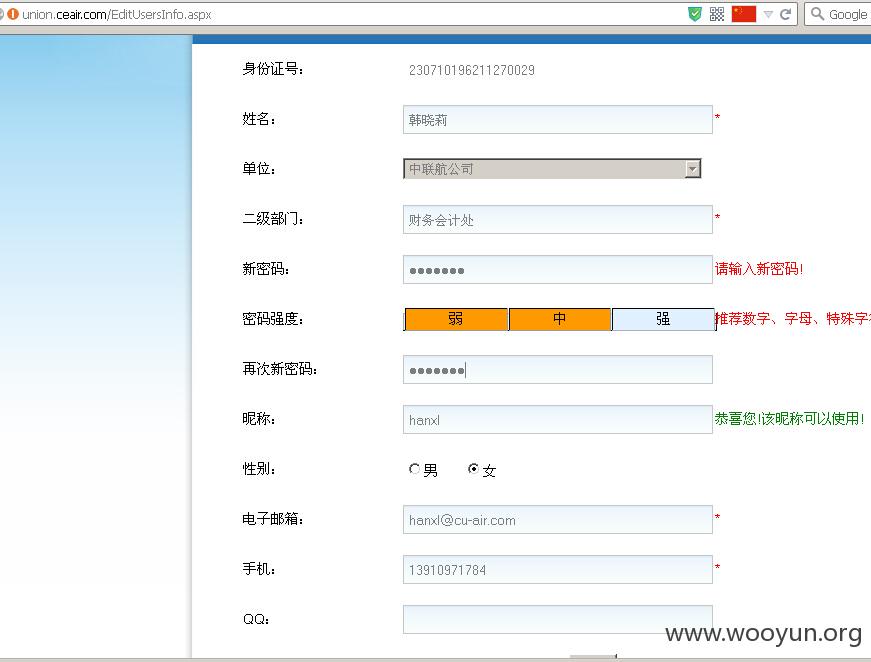 union.ceair.com/EditUsersInfo.aspx Google
身份证号： 230710196211270029
姓名： 韩晓莉 *
单位： 中联航公司
二级部门： 财务会计处 *
新密码： ●●●●●●● 请输入新密码!
密码强度： 弱 中 强 推荐数字、字母、特殊字
再次新密码： ●●●●●●●
昵称： hanxl 恭喜您!该昵称可以使用!
性别： 男 女
电子邮箱： hanxl@cu-air.com *
手机： 13910971784 *
QQ：
www.wooyun.org